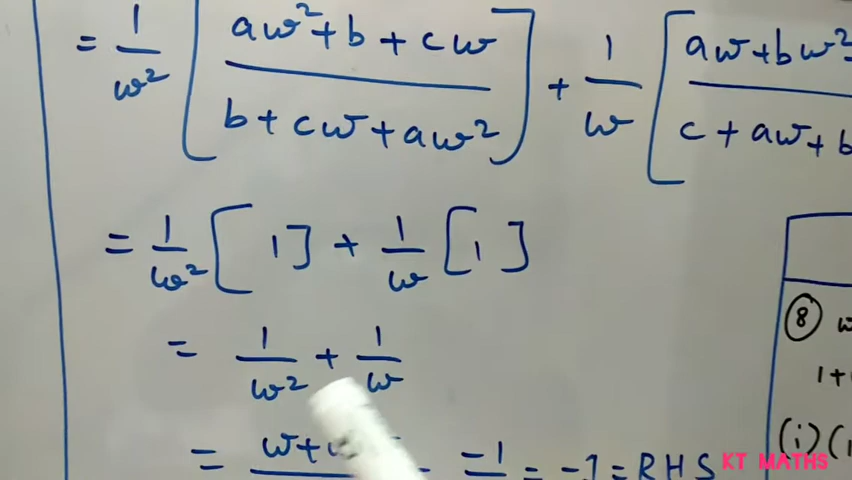 = 1/ω² [ (aω²+b+cω) / (b+cω+aω²) ] + 1/ω [ (aω+bω² / (c+aω+b
= 1/ω² [ 1 ] + 1/ω [ 1 ]
= 1/ω² + 1/ω
= ω+ -1 = -1 = RHS
⑧ ω
1+
(i) (1
KT MATHS